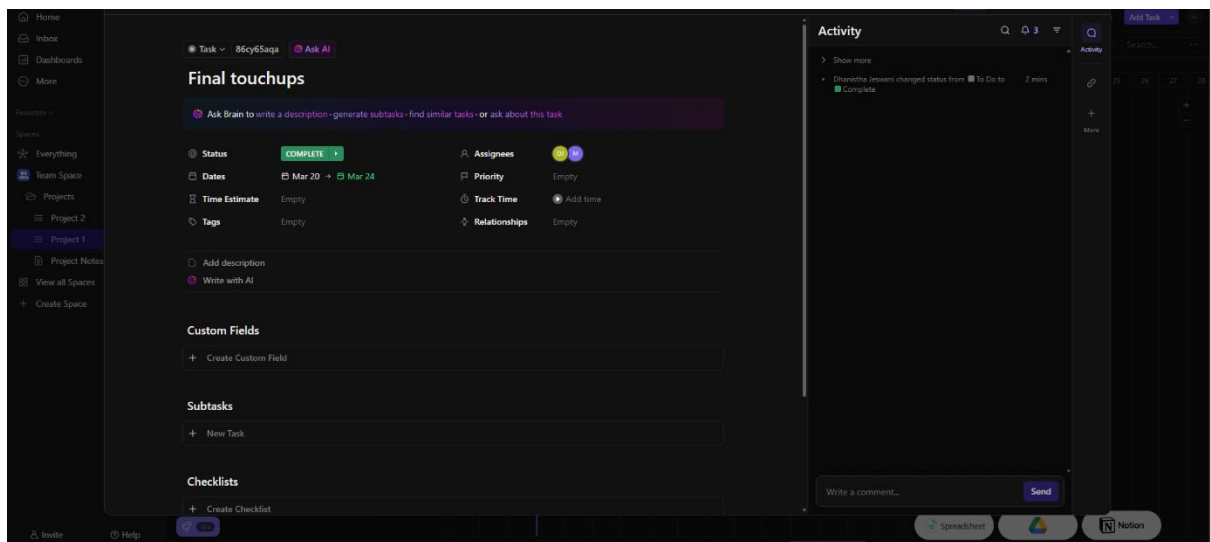 Home
Inbox
Dashboards
More
Favorites
Spaces
Everything
Team Space
Projects
Project 2
Project 1
Project Notes
View all Spaces
Create Space
Invite
Help
Task
86cy65aqa
Ask AI
Final touchups
Ask Brain to write a description · generate subtasks · find similar tasks · or ask about this task
Status COMPLETE
Assignees DJ M
Dates Mar 20 → Mar 24
Priority Empty
Time Estimate Empty
Track Time Add time
Tags Empty
Relationships Empty
Add description
Write with AI
Custom Fields
+ Create Custom Field
Subtasks
+ New Task
Checklists
+ Create Checklist
Activity
3
Show more
Dhanistha Jeswani changed status from To Do to 2 mins
Complete
Write a comment...
Send
Activity
More
Add Task
Search...
25 26 27 28
Spreadsheet
Notion